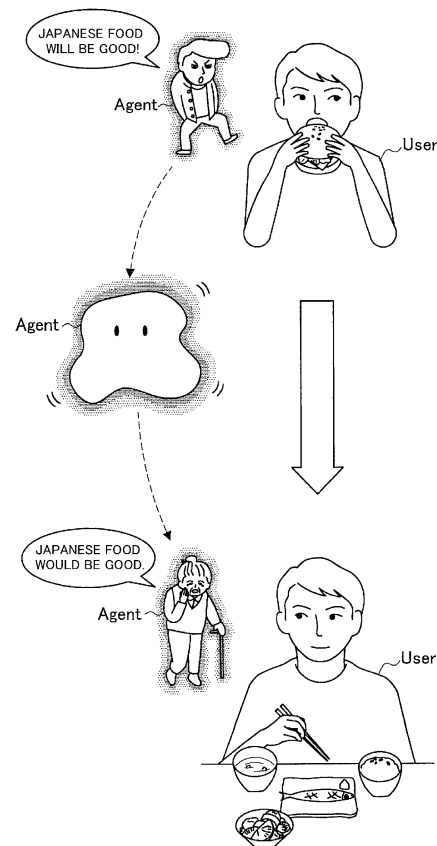 JAPANESE FOOD
WILL BE GOOD!
Agent
User
Agent
JAPANESE FOOD
WOULD BE GOOD.
Agent
User